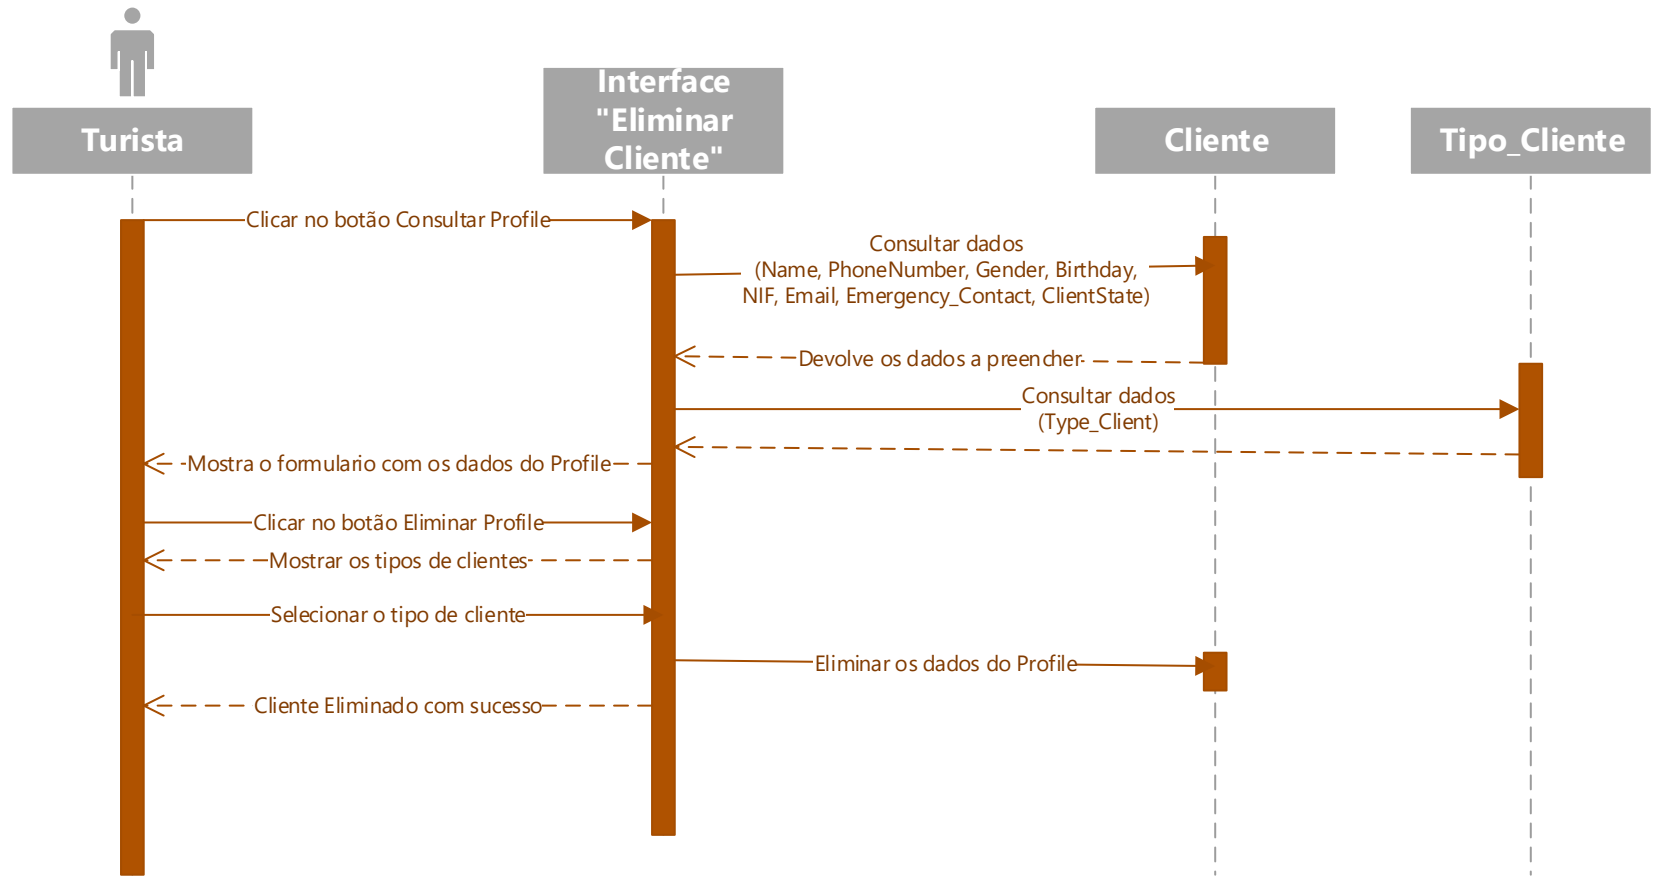 Turista
Interface
"Eliminar
Cliente"
Cliente
Tipo_Cliente
Clicar no botão Consultar Profile
Consultar dados
(Name, PhoneNumber, Gender, Birthday,
NIF, Email, Emergency_Contact, ClientState)
Devolve os dados a preencher
Consultar dados
(Type_Client)
Mostra o formulario com os dados do Profile
Clicar no botão Eliminar Profile
Mostrar os tipos de clientes
Selecionar o tipo de cliente
Eliminar os dados do Profile
Cliente Eliminado com sucesso